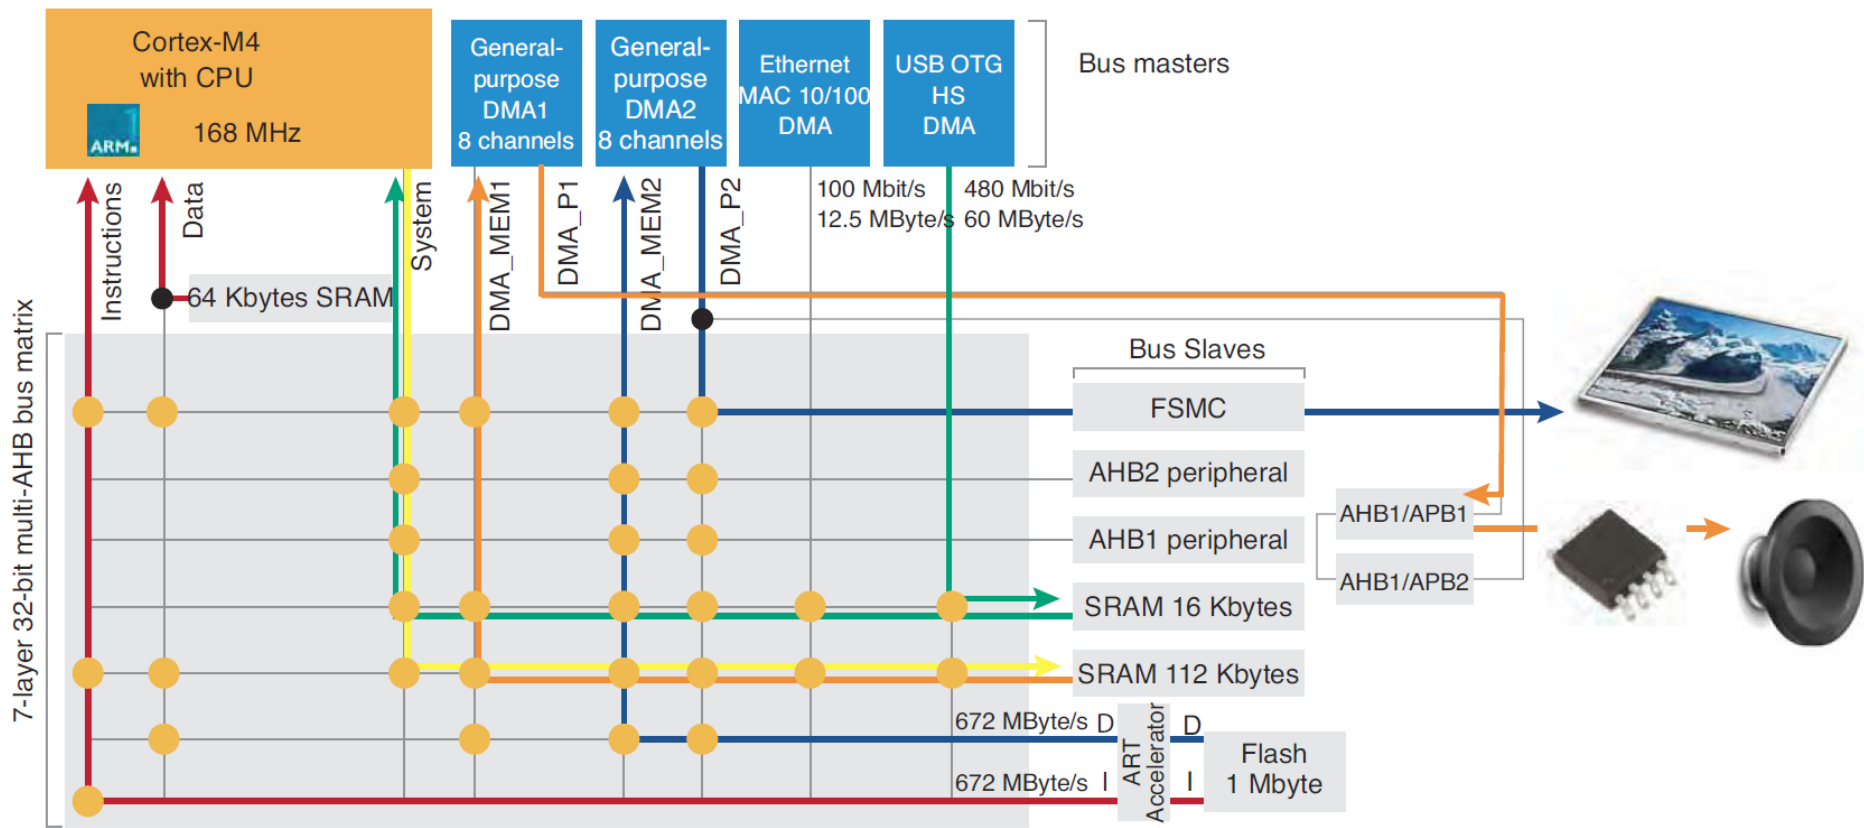 Cortex-M4
with CPU
168 MHz
ARM
General-
purpose
DMA1
8 channels
General-
purpose
DMA2
8 channels
Ethernet
MAC 10/100
DMA
USB OTG
HS
DMA
Bus masters
Instructions
Data
System
DMA_MEM1
DMA_P1
DMA_MEM2
DMA_P2
100 Mbit/s
12.5 MByte/s
480 Mbit/s
60 MByte/s
64 Kbytes SRAM
7-layer 32-bit multi-AHB bus matrix
Bus Slaves
FSMC
AHB2 peripheral
AHB1 peripheral
AHB1/APB1
AHB1/APB2
SRAM 16 Kbytes
SRAM 112 Kbytes
672 MByte/s D
D
672 MByte/s I
I
ART
Accelerator
Flash
1 Mbyte